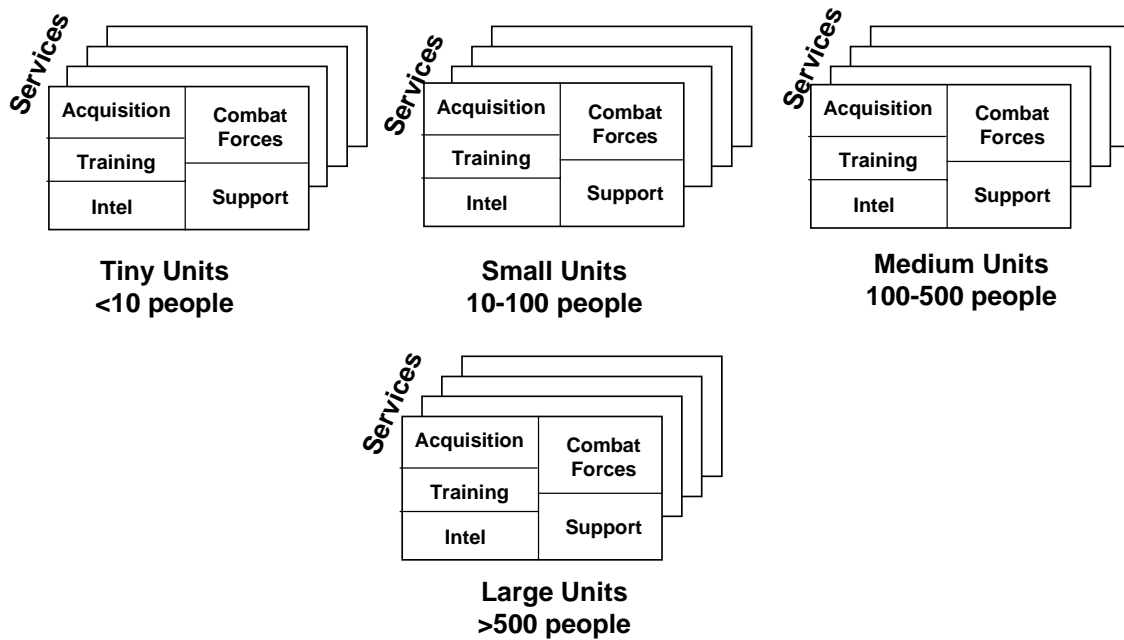 Services
Acquisition
Training
Intel
Combat
Forces
Support
Tiny Units
<10 people
Services
Acquisition
Training
Intel
Combat
Forces
Support
Small Units
10-100 people
Services
Acquisition
Training
Intel
Combat
Forces
Support
Medium Units
100-500 people
Services
Acquisition
Training
Intel
Combat
Forces
Support
Large Units
>500 people